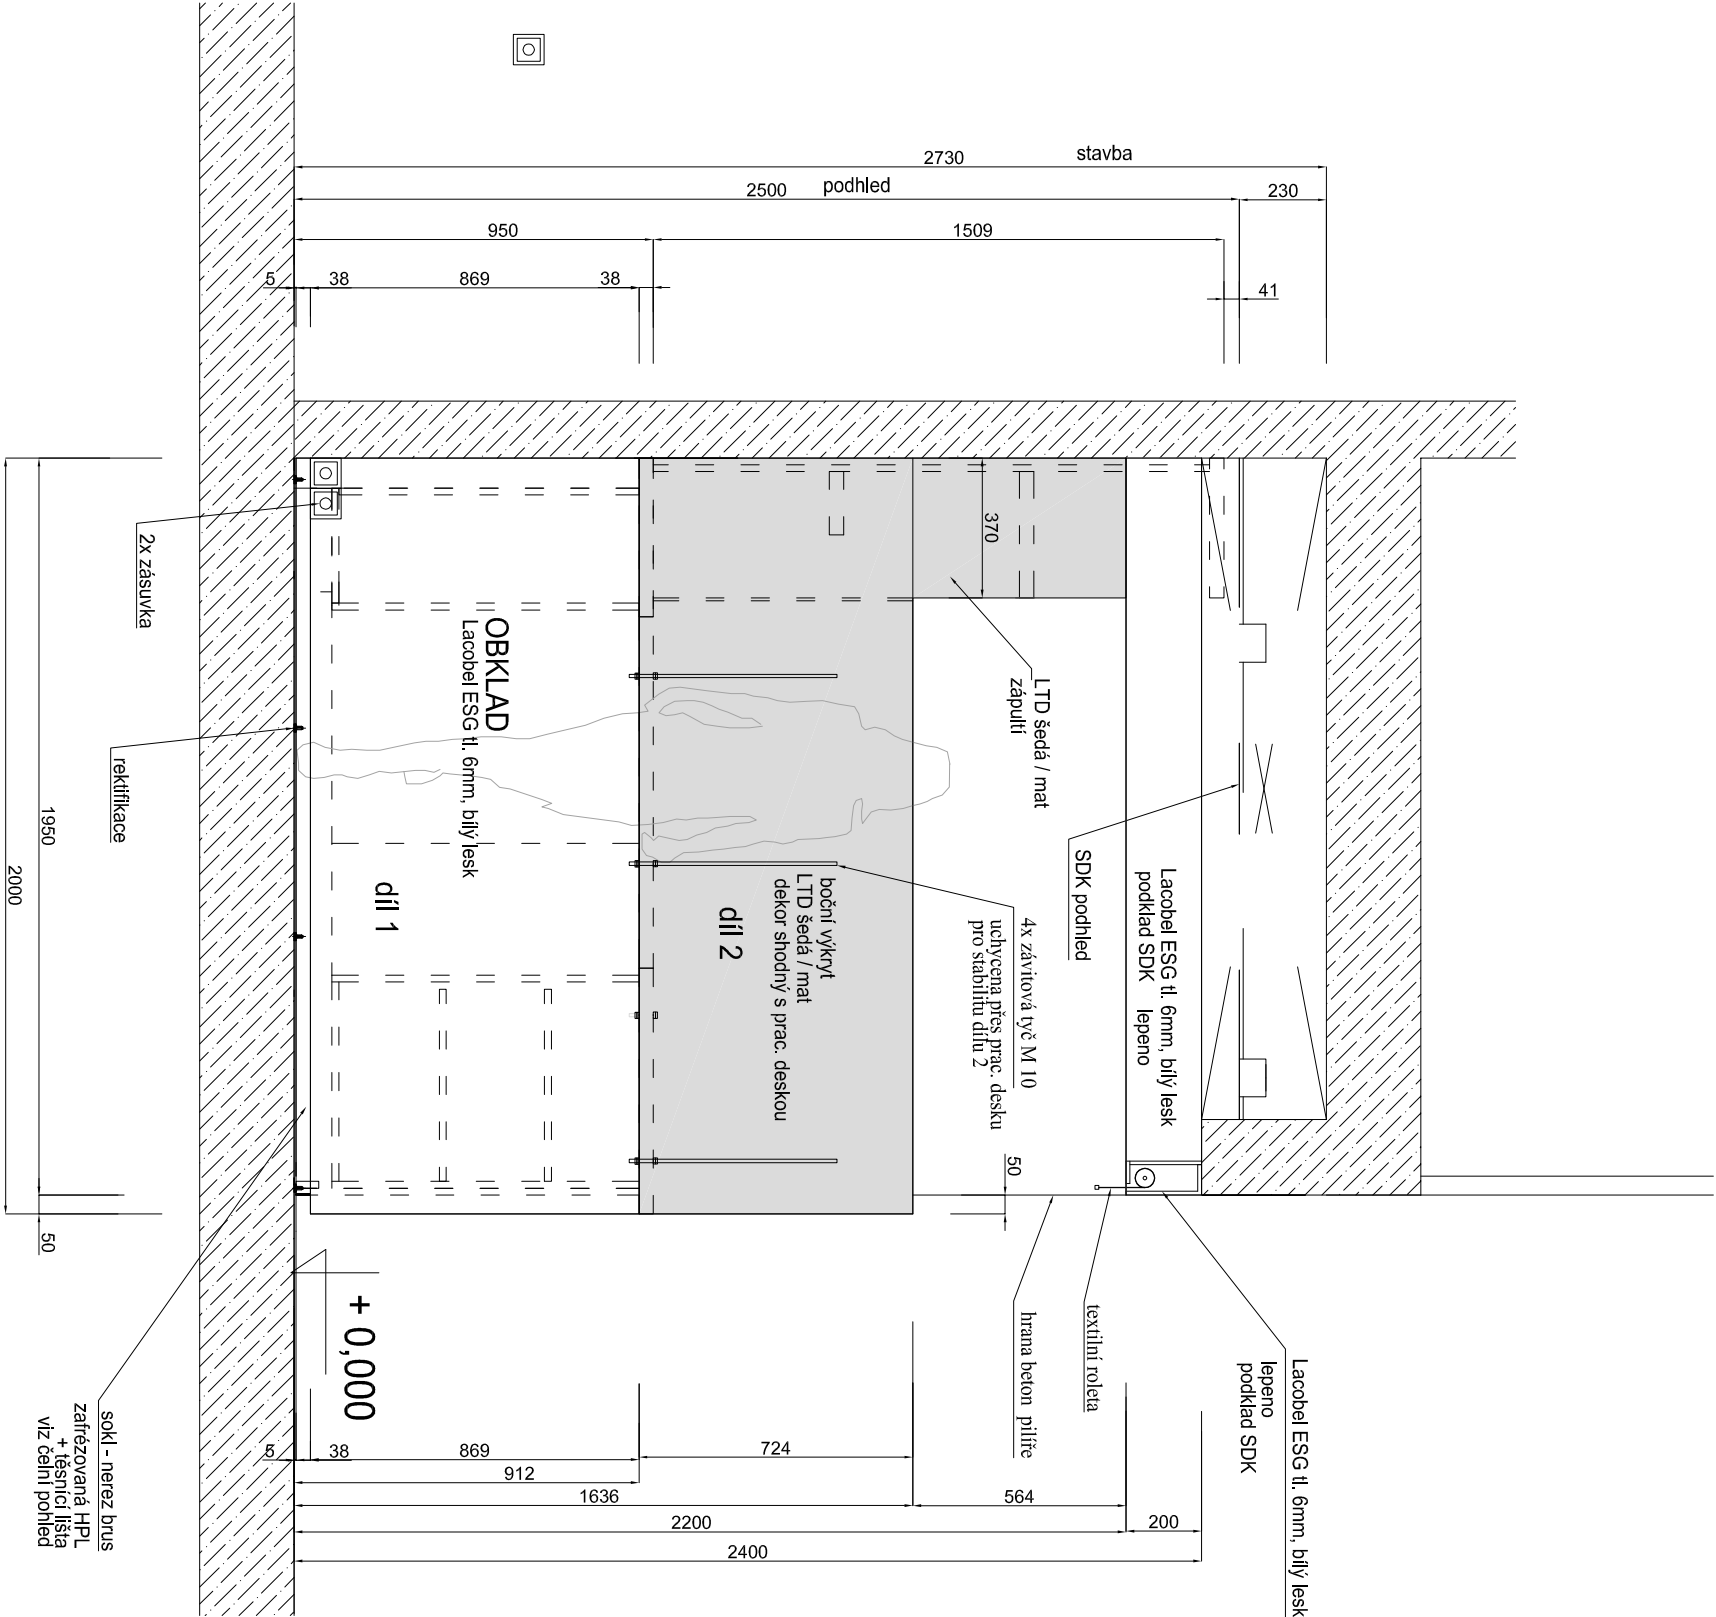 2730
stavba
2500
podhled
230
950
1509
5
38
869
38
41
370
2x zásuvka
rektifikace
1950
2000
50
OBKLAD
Lacobel ESG tl. 6mm, bílý lesk
díl 1
díl 2
boční výkryt
LTD šedá / mat
dekor shodný s prac. deskou
LTD šedá / mat
zápultí
SDK podhled
4x závitová tyč M 10
uchycena přes prac. desku
pro stabilitu dílu 2
Lacobel ESG tl. 6mm, bílý lesk
podklad SDK lepeno
50
hrana beton pilíře
textilní roleta
Lacobel ESG tl. 6mm, bílý lesk
lepeno
podklad SDK
+ 0,000
sokl - nerez brus
zafrézovaná HPL
+ těsnící lišta
viz čelní pohled
5
38
869
724
912
1636
564
2200
200
2400